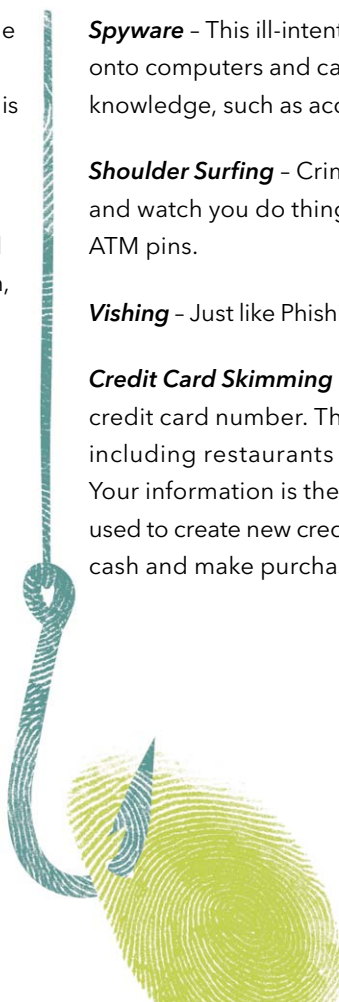 e
is
,
Spyware – This ill-intent
onto computers and ca
knowledge, such as acc
Shoulder Surfing – Crim
and watch you do thing
ATM pins.
Vishing – Just like Phish
Credit Card Skimming
credit card number. Th
including restaurants
Your information is the
used to create new cred
cash and make purcha